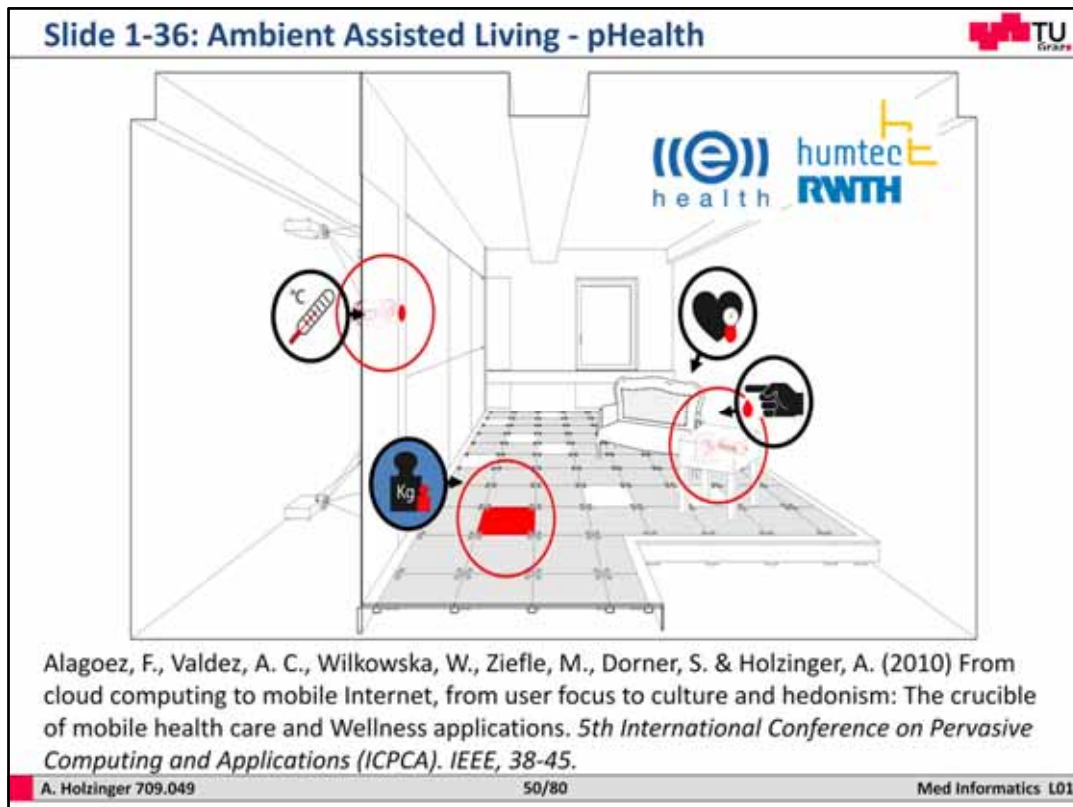 Slide 1-36: Ambient Assisted Living - pHealth
TU
Graz
((e))
health
humtec
RWTH
°C
Kg
Alagoez, F., Valdez, A. C., Wilkowska, W., Ziefle, M., Dorner, S. & Holzinger, A. (2010) From
cloud computing to mobile Internet, from user focus to culture and hedonism: The crucible
of mobile health care and Wellness applications. 5th International Conference on Pervasive
Computing and Applications (ICPCA). IEEE, 38-45.
A. Holzinger 709.049
50/80
Med Informatics L01